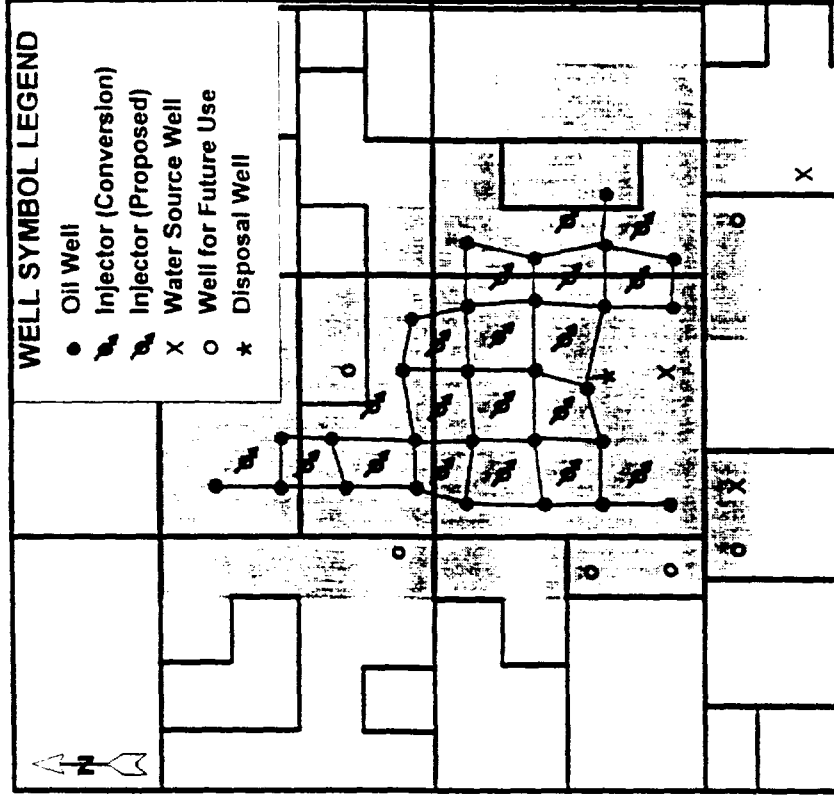 WELL SYMBOL LEGEND
Oil Well
Injector (Conversion)
Injector (Proposed)
X Water Source Well
O Well for Future Use
* Disposal Well
N